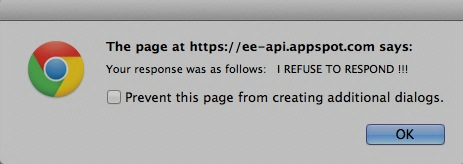 The page at https://ee-api.appspot.com says:
Your response was as follows: I REFUSE TO RESPOND !!!
Prevent this page from creating additional dialogs.
OK